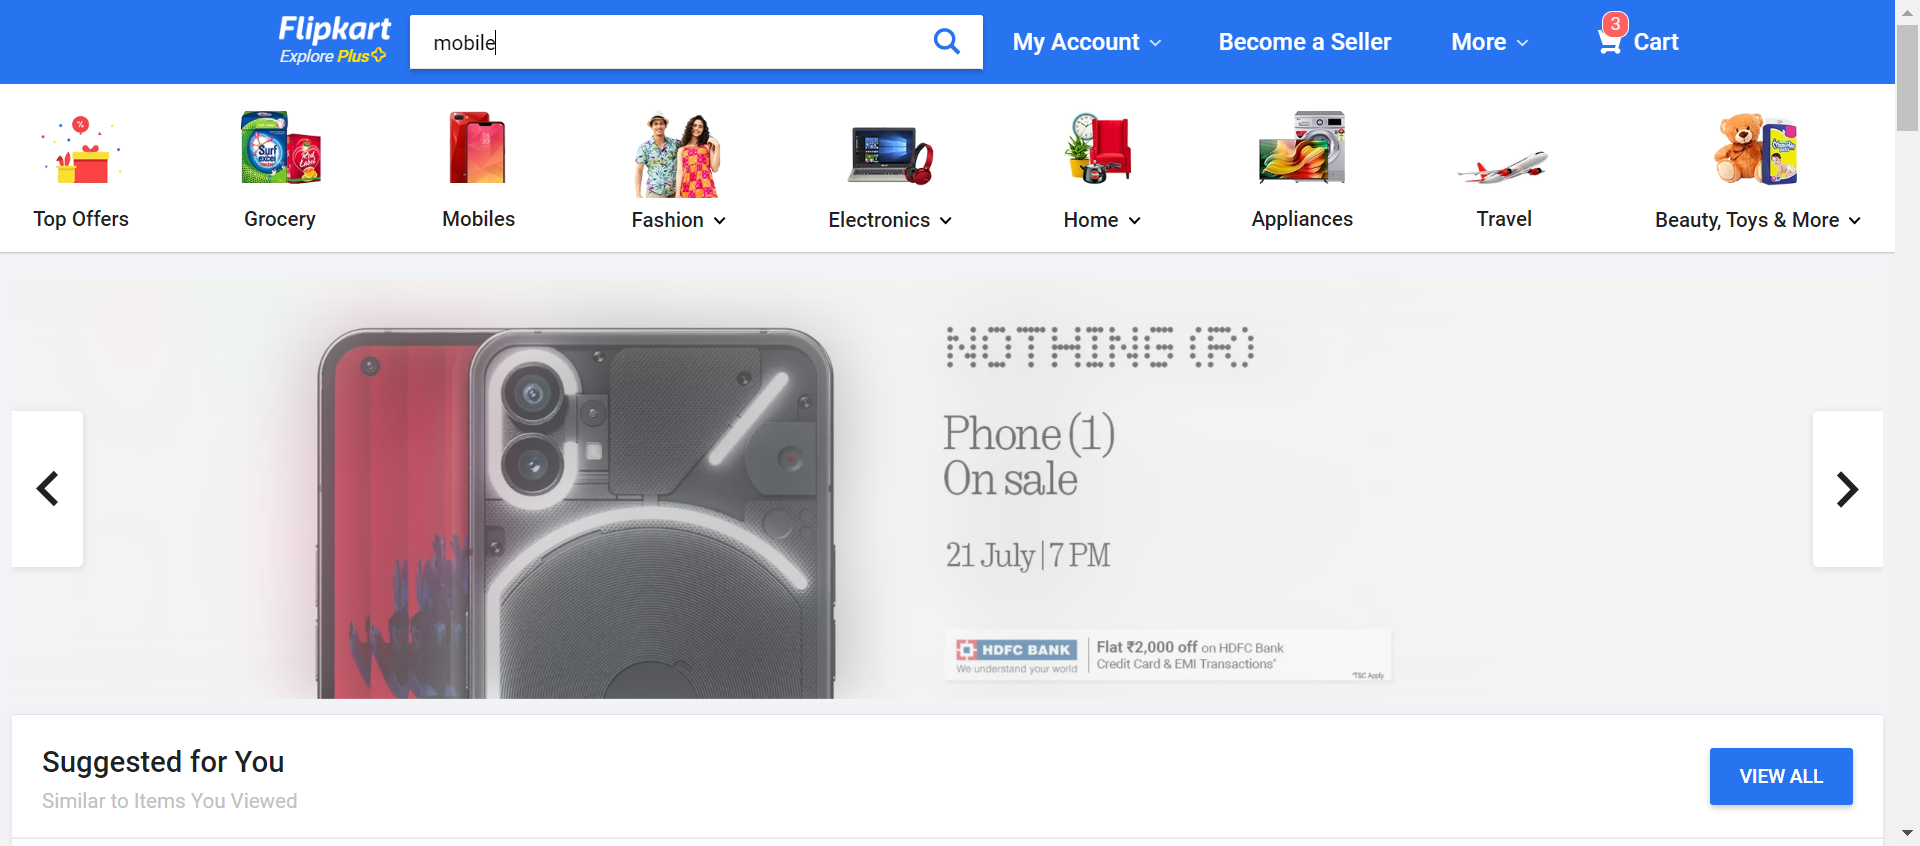 Flipkart
Explore Plus
mobile
My Account
Become a Seller
More
3
Cart
Top Offers
Grocery
Mobiles
Fashion
Electronics
Home
Appliances
Travel
Beauty, Toys & More
%
Surf
excel
NOTHING (R)
Phone (1)
On sale
21 July | 7 PM
HDFC BANK
We understand your world
Flat ₹2,000 off on HDFC Bank
Credit Card & EMI Transactions*
*T&C Apply
Suggested for You
Similar to Items You Viewed
VIEW ALL